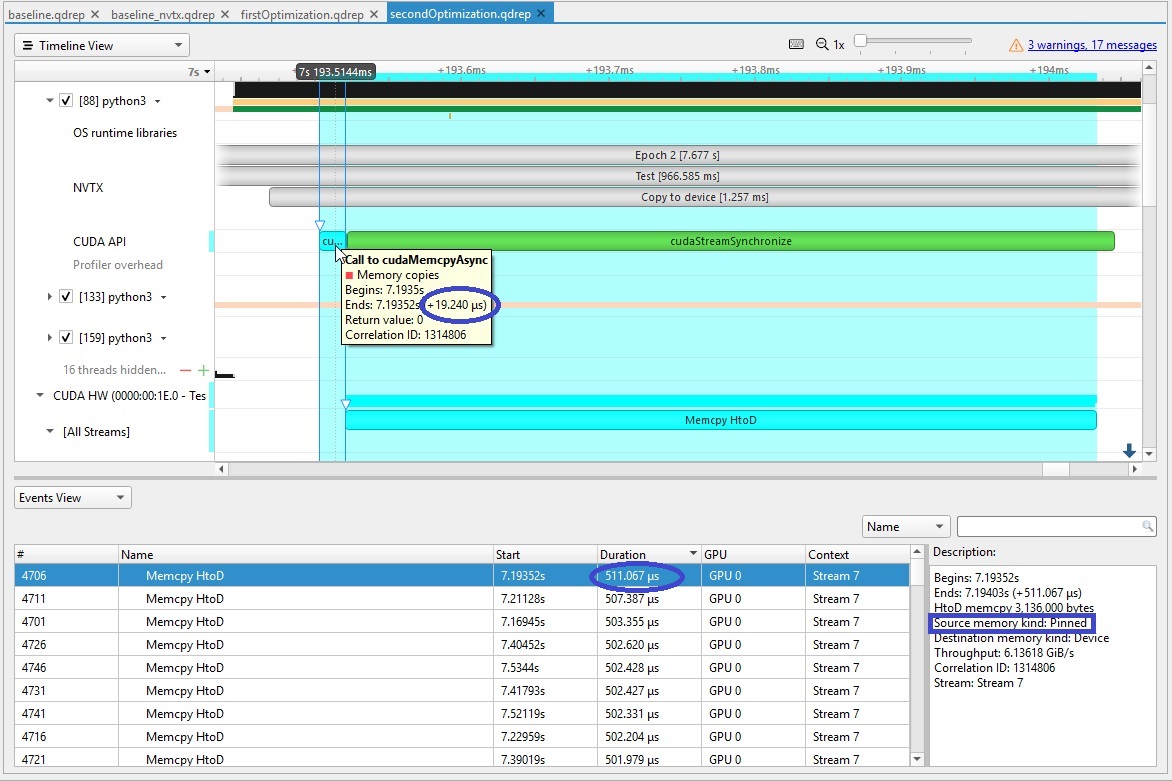 baseline.qdrep baseline_nvtx.qdrep firstOptimization.qdrep secondOptimization.qdrep
Timeline View 1x 3 warnings, 17 messages
7s 7s 193.5144ms +193.6ms +193.7ms +193.8ms +193.9ms +194ms
[88] python3
OS runtime libraries
Epoch 2 [7.677 s]
Test [966.585 ms]
NVTX
Copy to device [1.257 ms]
CUDA API cu... cudaStreamSynchronize
Call to cudaMemcpyAsync
Profiler overhead
Memory copies
Begins: 7.1935s
[133] python3
Ends: 7.19352s (+19.240 µs)
Return value: 0
Correlation ID: 1314806
[159] python3
16 threads hidden...
CUDA HW (0000:00:1E.0 - Tes
Memcpy HtoD
[All Streams]
Events View
Name
# Name Start Duration GPU Context
4706 Memcpy HtoD 7.19352s 511.067 µs GPU 0 Stream 7
4711 Memcpy HtoD 7.21128s 507.387 µs GPU 0 Stream 7
4701 Memcpy HtoD 7.16945s 503.355 µs GPU 0 Stream 7
4726 Memcpy HtoD 7.40452s 502.620 µs GPU 0 Stream 7
4746 Memcpy HtoD 7.5344s 502.428 µs GPU 0 Stream 7
4731 Memcpy HtoD 7.41793s 502.427 µs GPU 0 Stream 7
4741 Memcpy HtoD 7.52119s 502.331 µs GPU 0 Stream 7
4716 Memcpy HtoD 7.22959s 502.204 µs GPU 0 Stream 7
4721 Memcpy HtoD 7.39019s 501.979 µs GPU 0 Stream 7
Description:
Begins: 7.19352s
Ends: 7.19403s (+511.067 µs)
HtoD memcpy 3,136,000 bytes
Source memory kind: Pinned
Destination memory kind: Device
Throughput: 6.13618 GiB/s
Correlation ID: 1314806
Stream: Stream 7